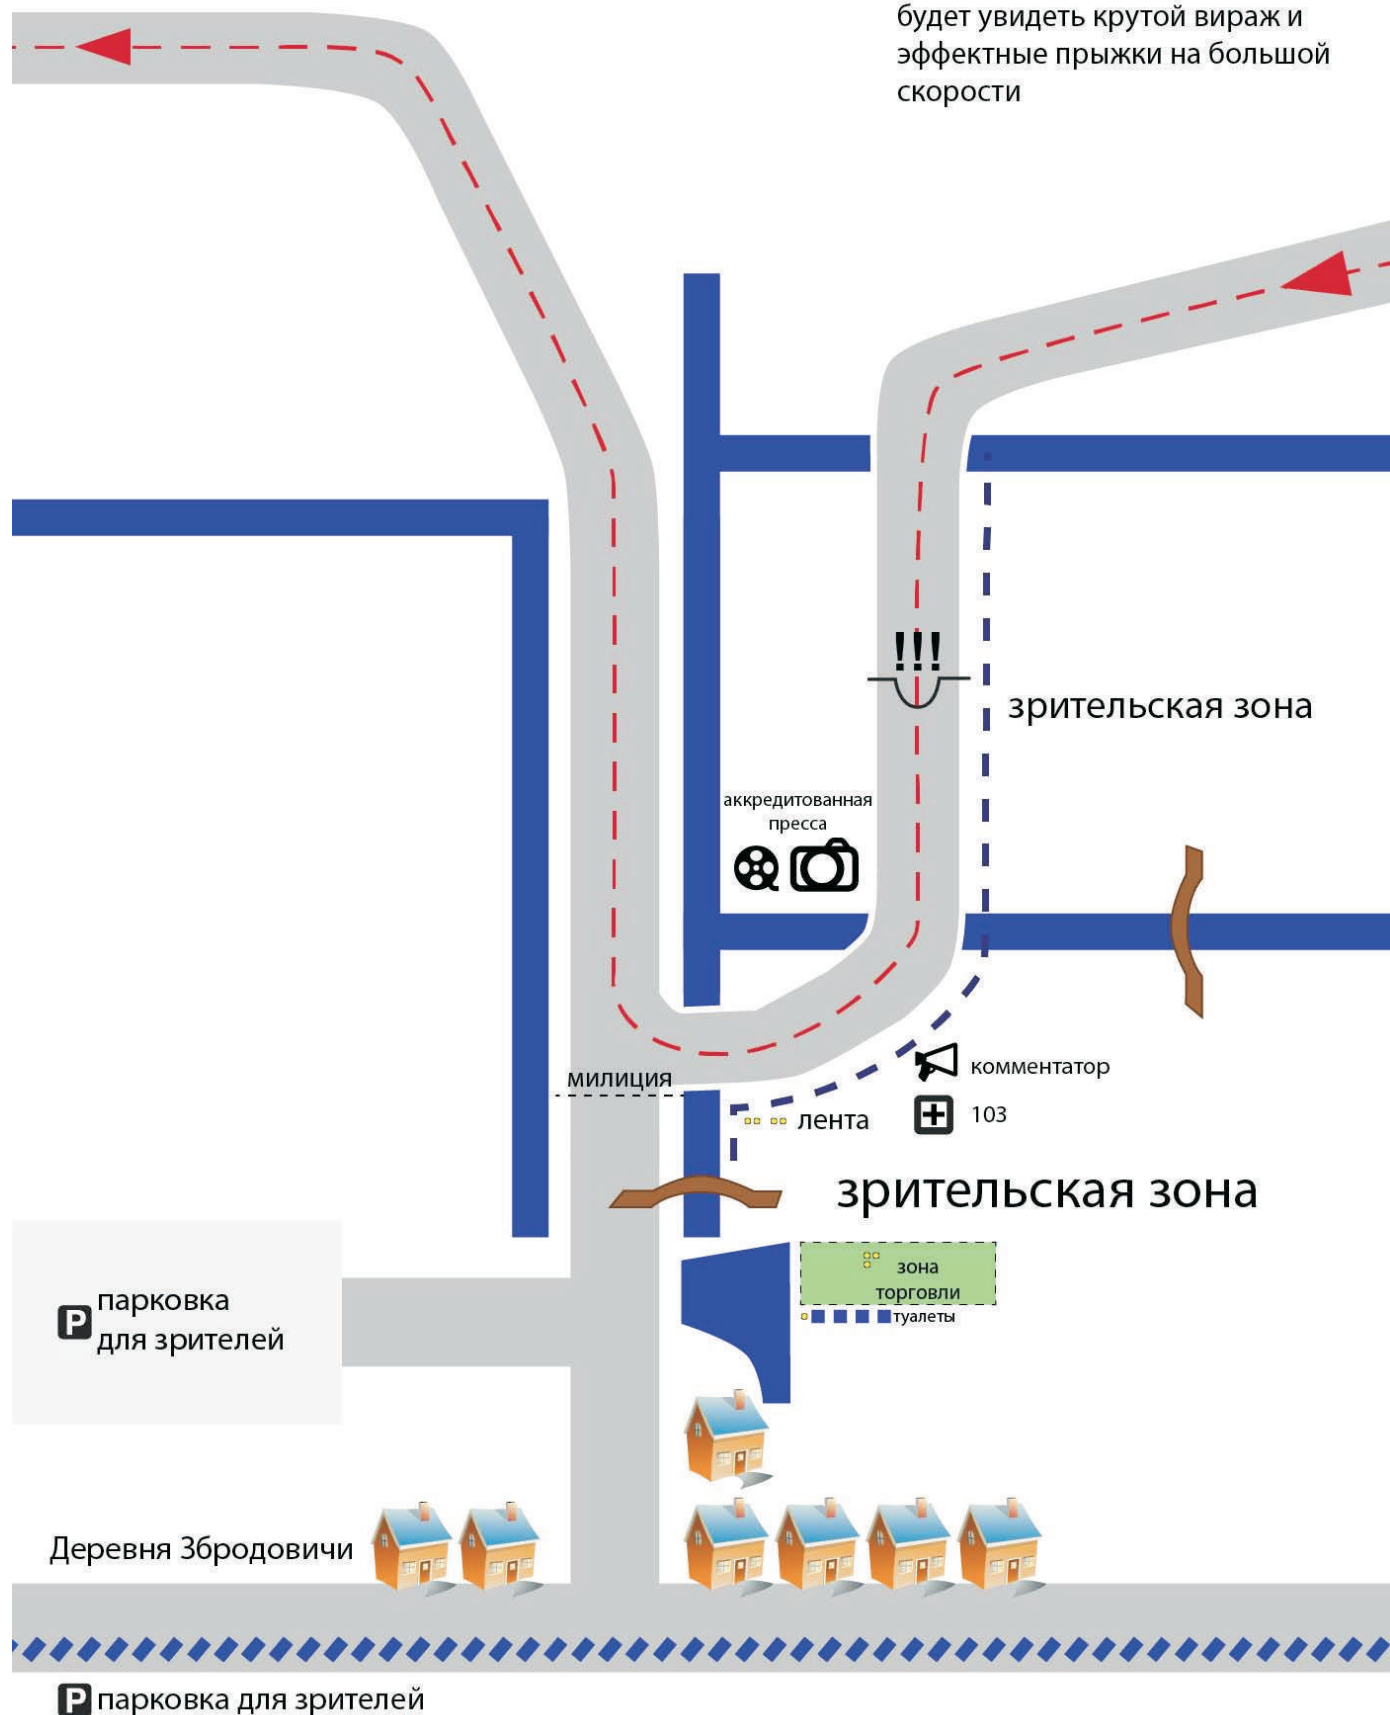 будет увидеть крутой вираж и
эффектные прыжки на большой
скорости
!!!
зрительская зона
аккредитованная
пресса
комментатор
милиция
лента
103
зрительская зона
зона
торговли
туалеты
P парковка
для зрителей
Деревня Збродовичи
P парковка для зрителей